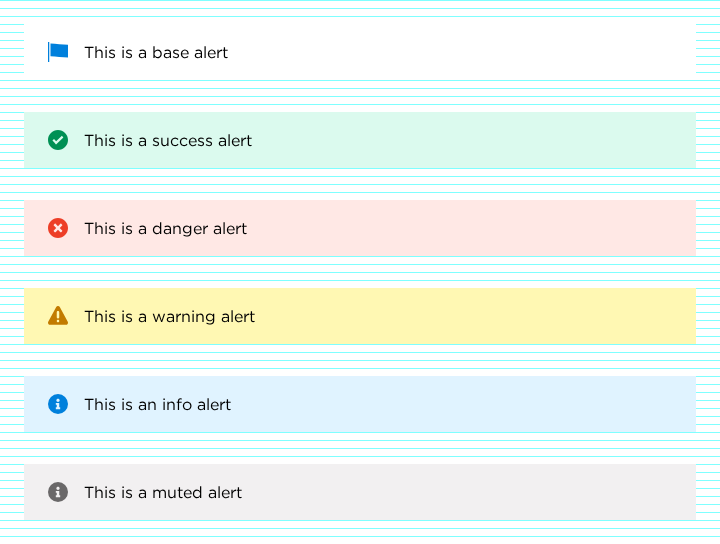 This is a base alert
This is a success alert
This is a danger alert
This is a warning alert
This is an info alert
This is a muted alert